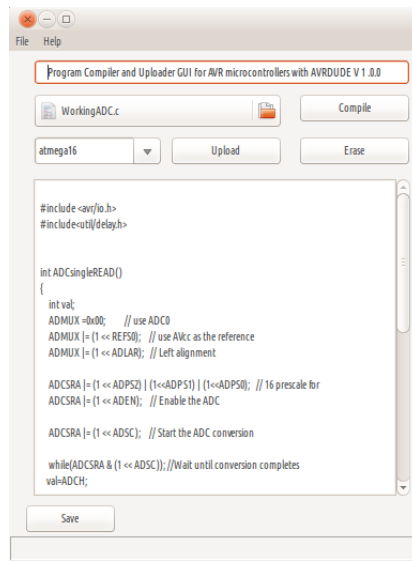 File Help
Program Compiler and Uploader GUI for AVR microcontrollers with AVRDUDE V 1 .0.0
WorkingADC.c
Compile
atmega16
Upload
Erase
#include <avr/io.h>
#include<util/delay.h>
int ADCsingleREAD()
{
int val;
ADMUX =0x00; // use ADC0
ADMUX |= (1 << REFS0); // use AVcc as the reference
ADMUX |= (1 << ADLAR); // Left alignment
ADCSRA |= (1 << ADPS2) | (1<<ADPS1) | (1<<ADPS0); // 16 prescale for
ADCSRA |= (1 << ADEN); // Enable the ADC
ADCSRA |= (1 << ADSC); // Start the ADC conversion
while(ADCSRA & (1 << ADSC)); //Wait until conversion completes
val=ADCH;
Save